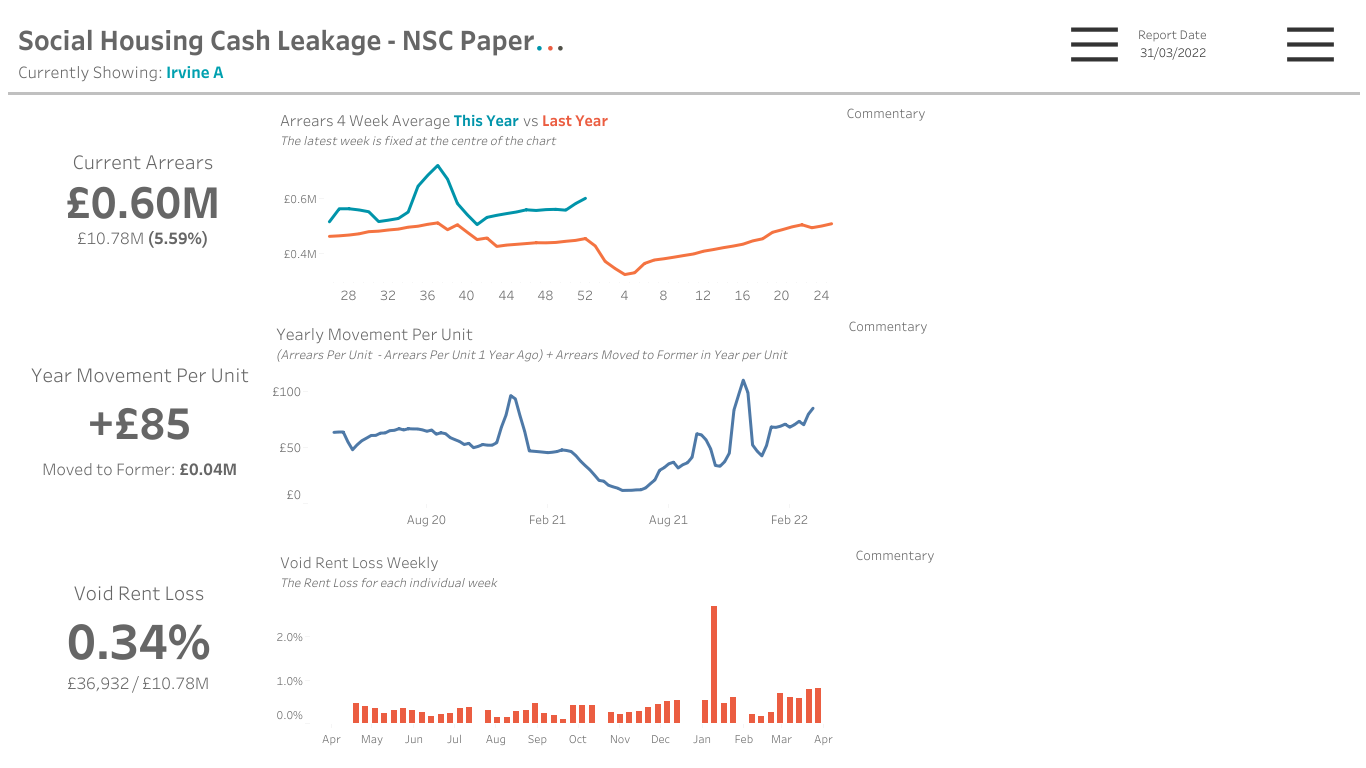 Social Housing Cash Leakage - NSC Paper...
Currently Showing: Irvine A
Report Date
31/03/2022
Current Arrears
£0.60M
£10.78M (5.59%)
Arrears 4 Week Average This Year vs Last Year
The latest week is fixed at the centre of the chart
£0.6M
£0.4M
28 32 36 40 44 48 52 4 8 12 16 20 24
Commentary
Year Movement Per Unit
+£85
Moved to Former: £0.04M
Yearly Movement Per Unit
(Arrears Per Unit - Arrears Per Unit 1 Year Ago) + Arrears Moved to Former in Year per Unit
£100
£50
£0
Aug 20 Feb 21 Aug 21 Feb 22
Commentary
Void Rent Loss
0.34%
£36,932 / £10.78M
Void Rent Loss Weekly
The Rent Loss for each individual week
2.0%
1.0%
0.0%
Apr May Jun Jul Aug Sep Oct Nov Dec Jan Feb Mar Apr
Commentary